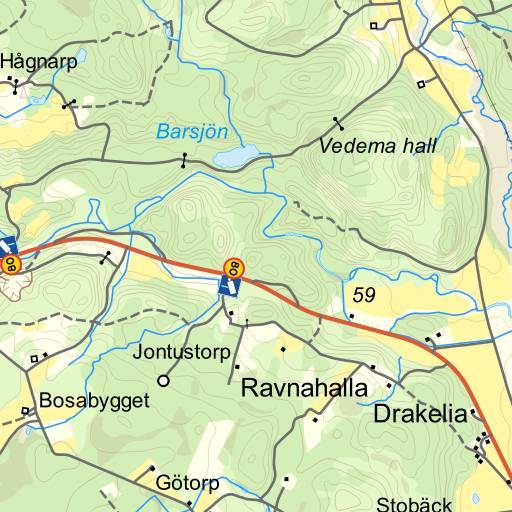 Hågnarp
Barsjön
Vedema hall
80
80
59
Jontustorp
Ravnahalla
Bosabygget
Drakelia
Götorp
Stobäck